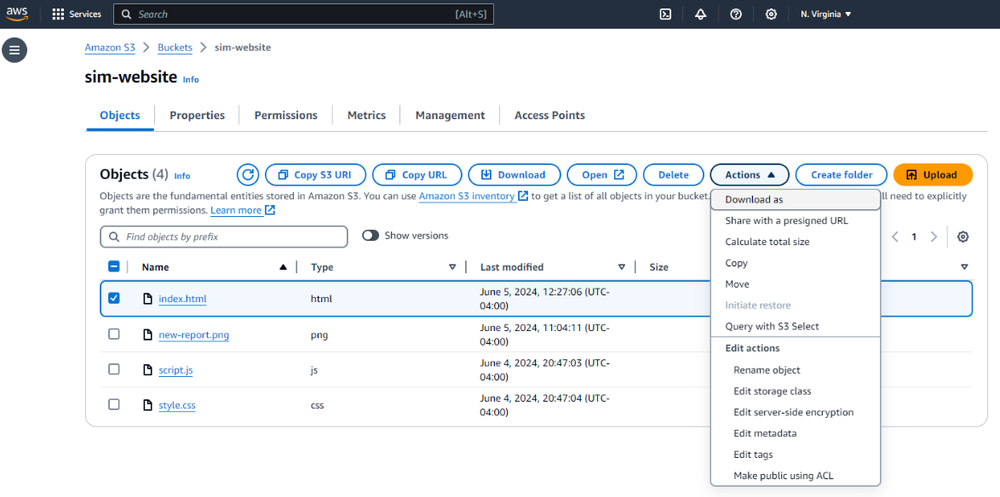 aws Services Search [Alt+S] N. Virginia
Amazon S3 Buckets sim-website
sim-website Info
Objects Properties Permissions Metrics Management Access Points
Objects (4) Info Copy S3 URI Copy URL Download Open Delete Actions Create folder Upload
Objects are the fundamental entities stored in Amazon S3. You can use Amazon S3 inventory to get a list of all objects in your bucket. need to explicitly
grant them permissions. Learn more
Find objects by prefix Show versions 1
Name Type Last modified Size
index.html html June 5, 2024, 12:27:06 (UTC-
04:00)
new-report.png png June 5, 2024, 11:04:11 (UTC-
04:00)
script.js js June 4, 2024, 20:47:03 (UTC-
04:00)
style.css css June 4, 2024, 20:47:04 (UTC-
04:00)
Download as
Share with a presigned URL
Calculate total size
Copy
Move
Initiate restore
Query with S3 Select
Edit actions
Rename object
Edit storage class
Edit server-side encryption
Edit metadata
Edit tags
Make public using ACL